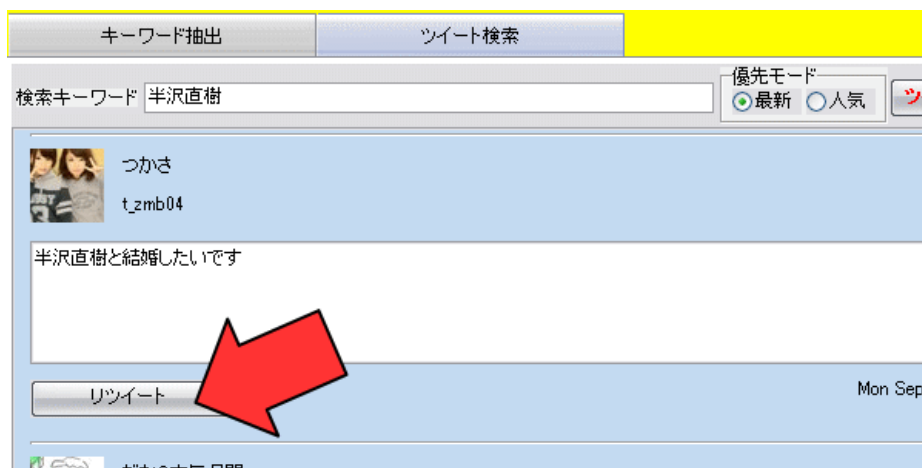 キーワード抽出 ツイート検索
優先モード
検索キーワード 半沢直樹 最新 人気 ツ
つかさ
t_zmb04
半沢直樹と結婚したいです
リツイート Mon Sep